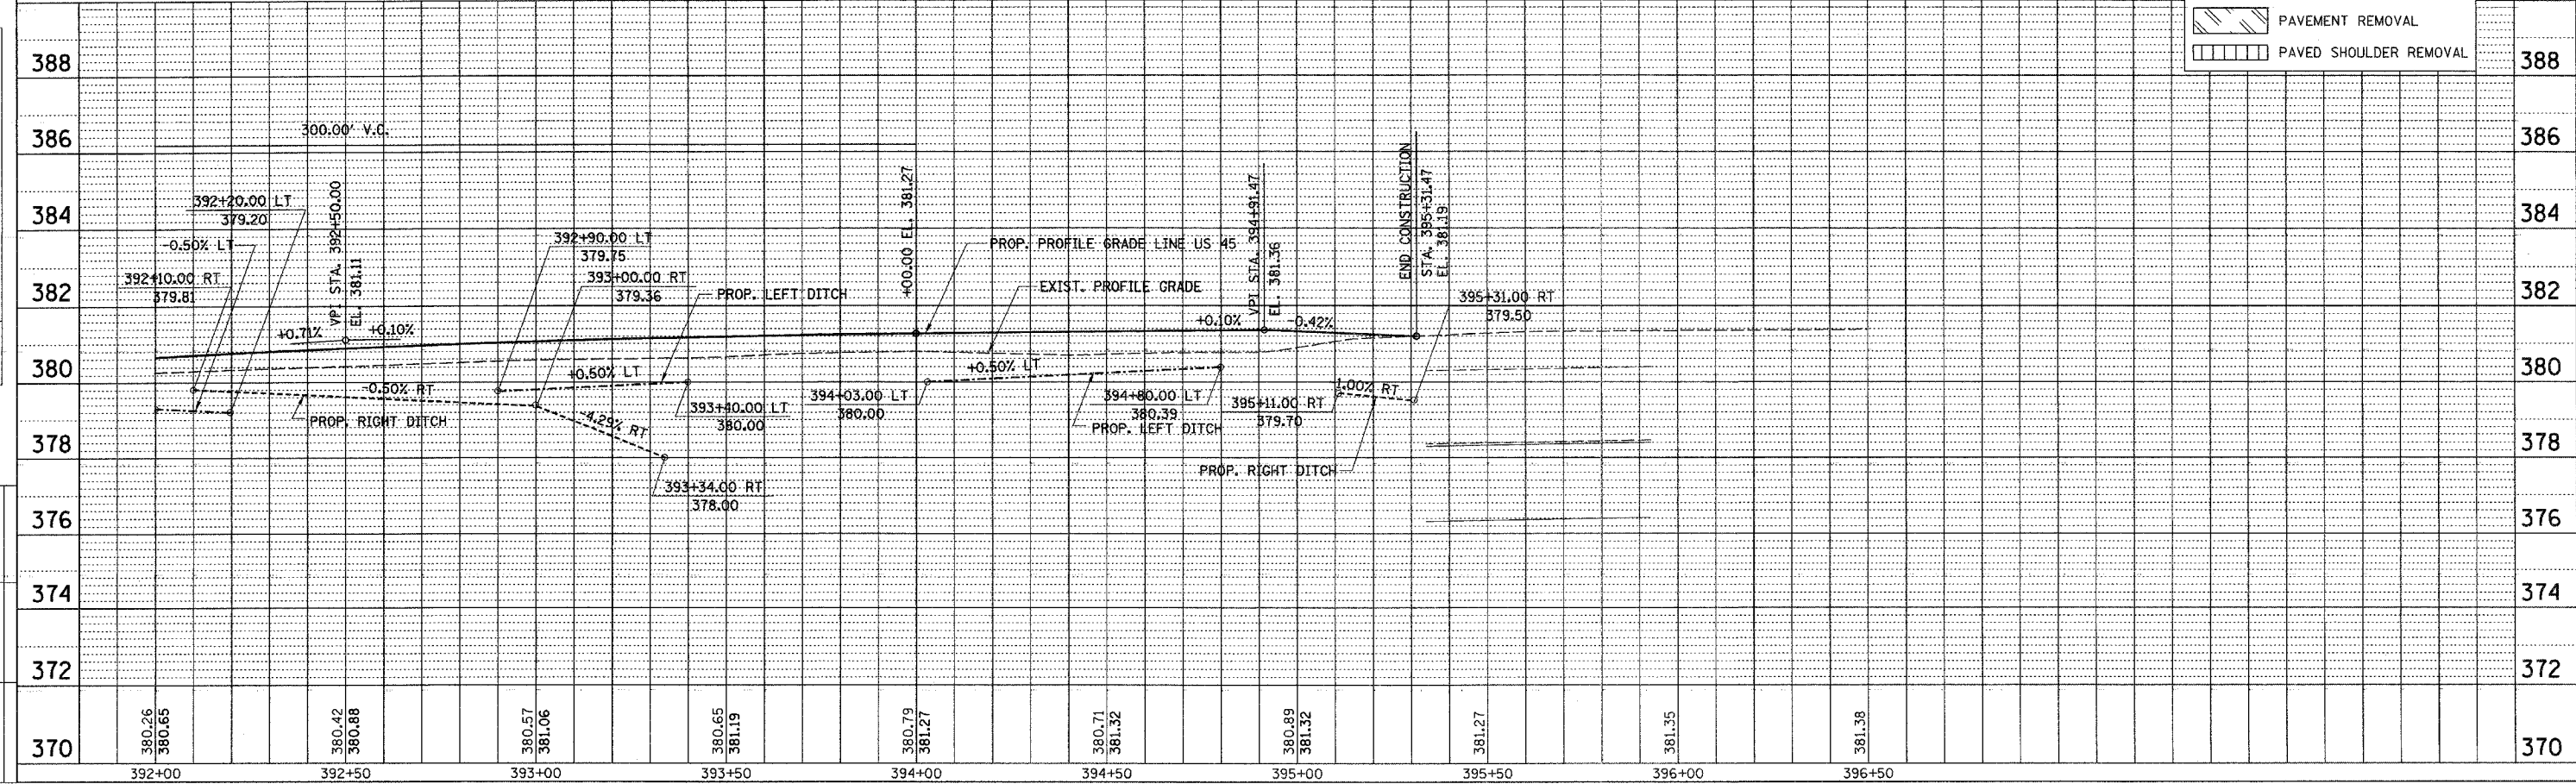 PAVEMENT REMOVAL
PAVED SHOULDER REMOVAL
388
388
386
386
384
384
382
382
380
380
378
378
376
376
374
374
372
372
370
370
300.00' V.C.
392+20.00 LT
379.20
-0.50% LT
392+10.00 RT
379.81
VPI STA. 392+50.00
EL. 381.11
+0.71%
+0.10%
392+90.00 LT
379.75
393+00.00 RT
379.36
PROP. LEFT DITCH
+00.00 EL. 381.27
PROP. PROFILE GRADE LINE US 45
EXIST. PROFILE GRADE
VPI STA. 394+91.47
EL. 381.36
+0.10%
-0.42%
END CONSTRUCTION
STA. 395+31.47
EL. 381.19
395+31.00 RT
379.50
-0.50% RT
PROP. RIGHT DITCH
+0.50% LT
-4.29% RT
393+40.00 LT
380.00
393+34.00 RT
378.00
394+03.00 LT
380.00
+0.50% LT
394+80.00 LT
380.39
PROP. LEFT DITCH
395+11.00 RT
379.70
-1.00% RT
PROP. RIGHT DITCH
380.26
380.65
380.42
380.88
380.57
381.06
380.65
381.19
380.79
381.27
380.71
381.32
380.89
381.32
381.27
381.35
381.38
392+00
392+50
393+00
393+50
394+00
394+50
395+00
395+50
396+00
396+50